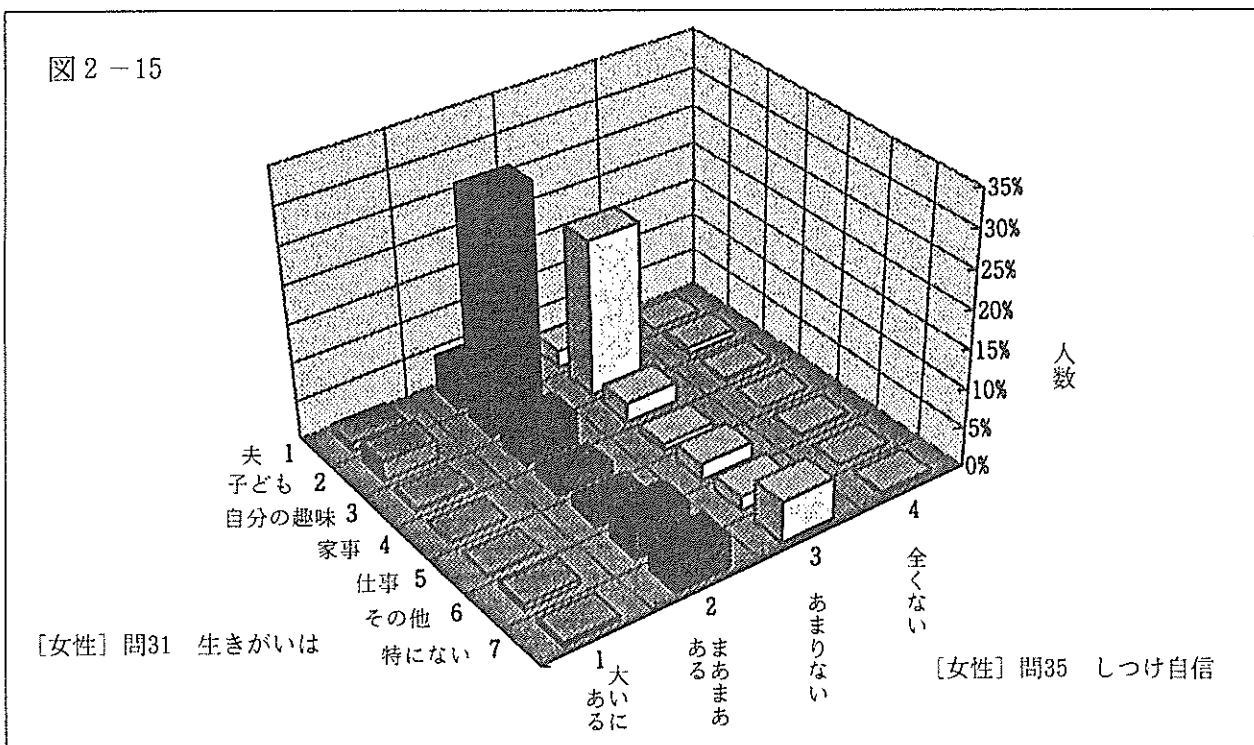 図2-15
35%
30%
25%
20%
15%
10%
5%
0%
人数
夫 1
子ども 2
自分の趣味 3
家事 4
仕事 5
その他 6
特にない 7
[女性] 問31 生きがいは
1 大いにある
2 まあまあある
3 あまりない
4 全くない
[女性] 問35 しつけ自信